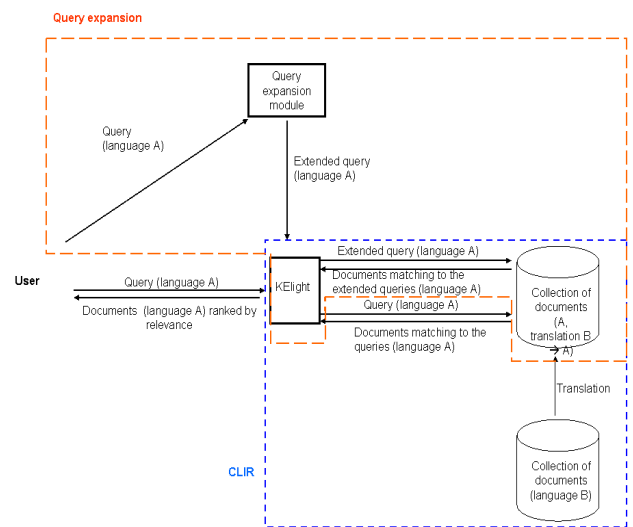 Query expansion
Query
expansion
module
Query
(language A)
Extended query
(language A)
Extended query (language A)
User
Query (language A)
KElight
Documents matching to the
extended queries (language A)
Documents (language A) ranked by
relevance
Query (language A)
Documents matching to the
queries (language A)
Collection of
documents
(A,
translation B
→ A)
Translation
CLIR
Collection of
documents
(language B)